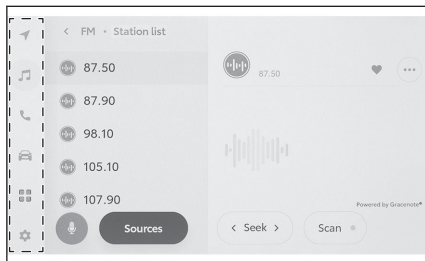 FM • Station list
87.50
87.90
98.10
105.10
107.90
Sources
87.50
Powered by Gracenote®
Seek
Scan